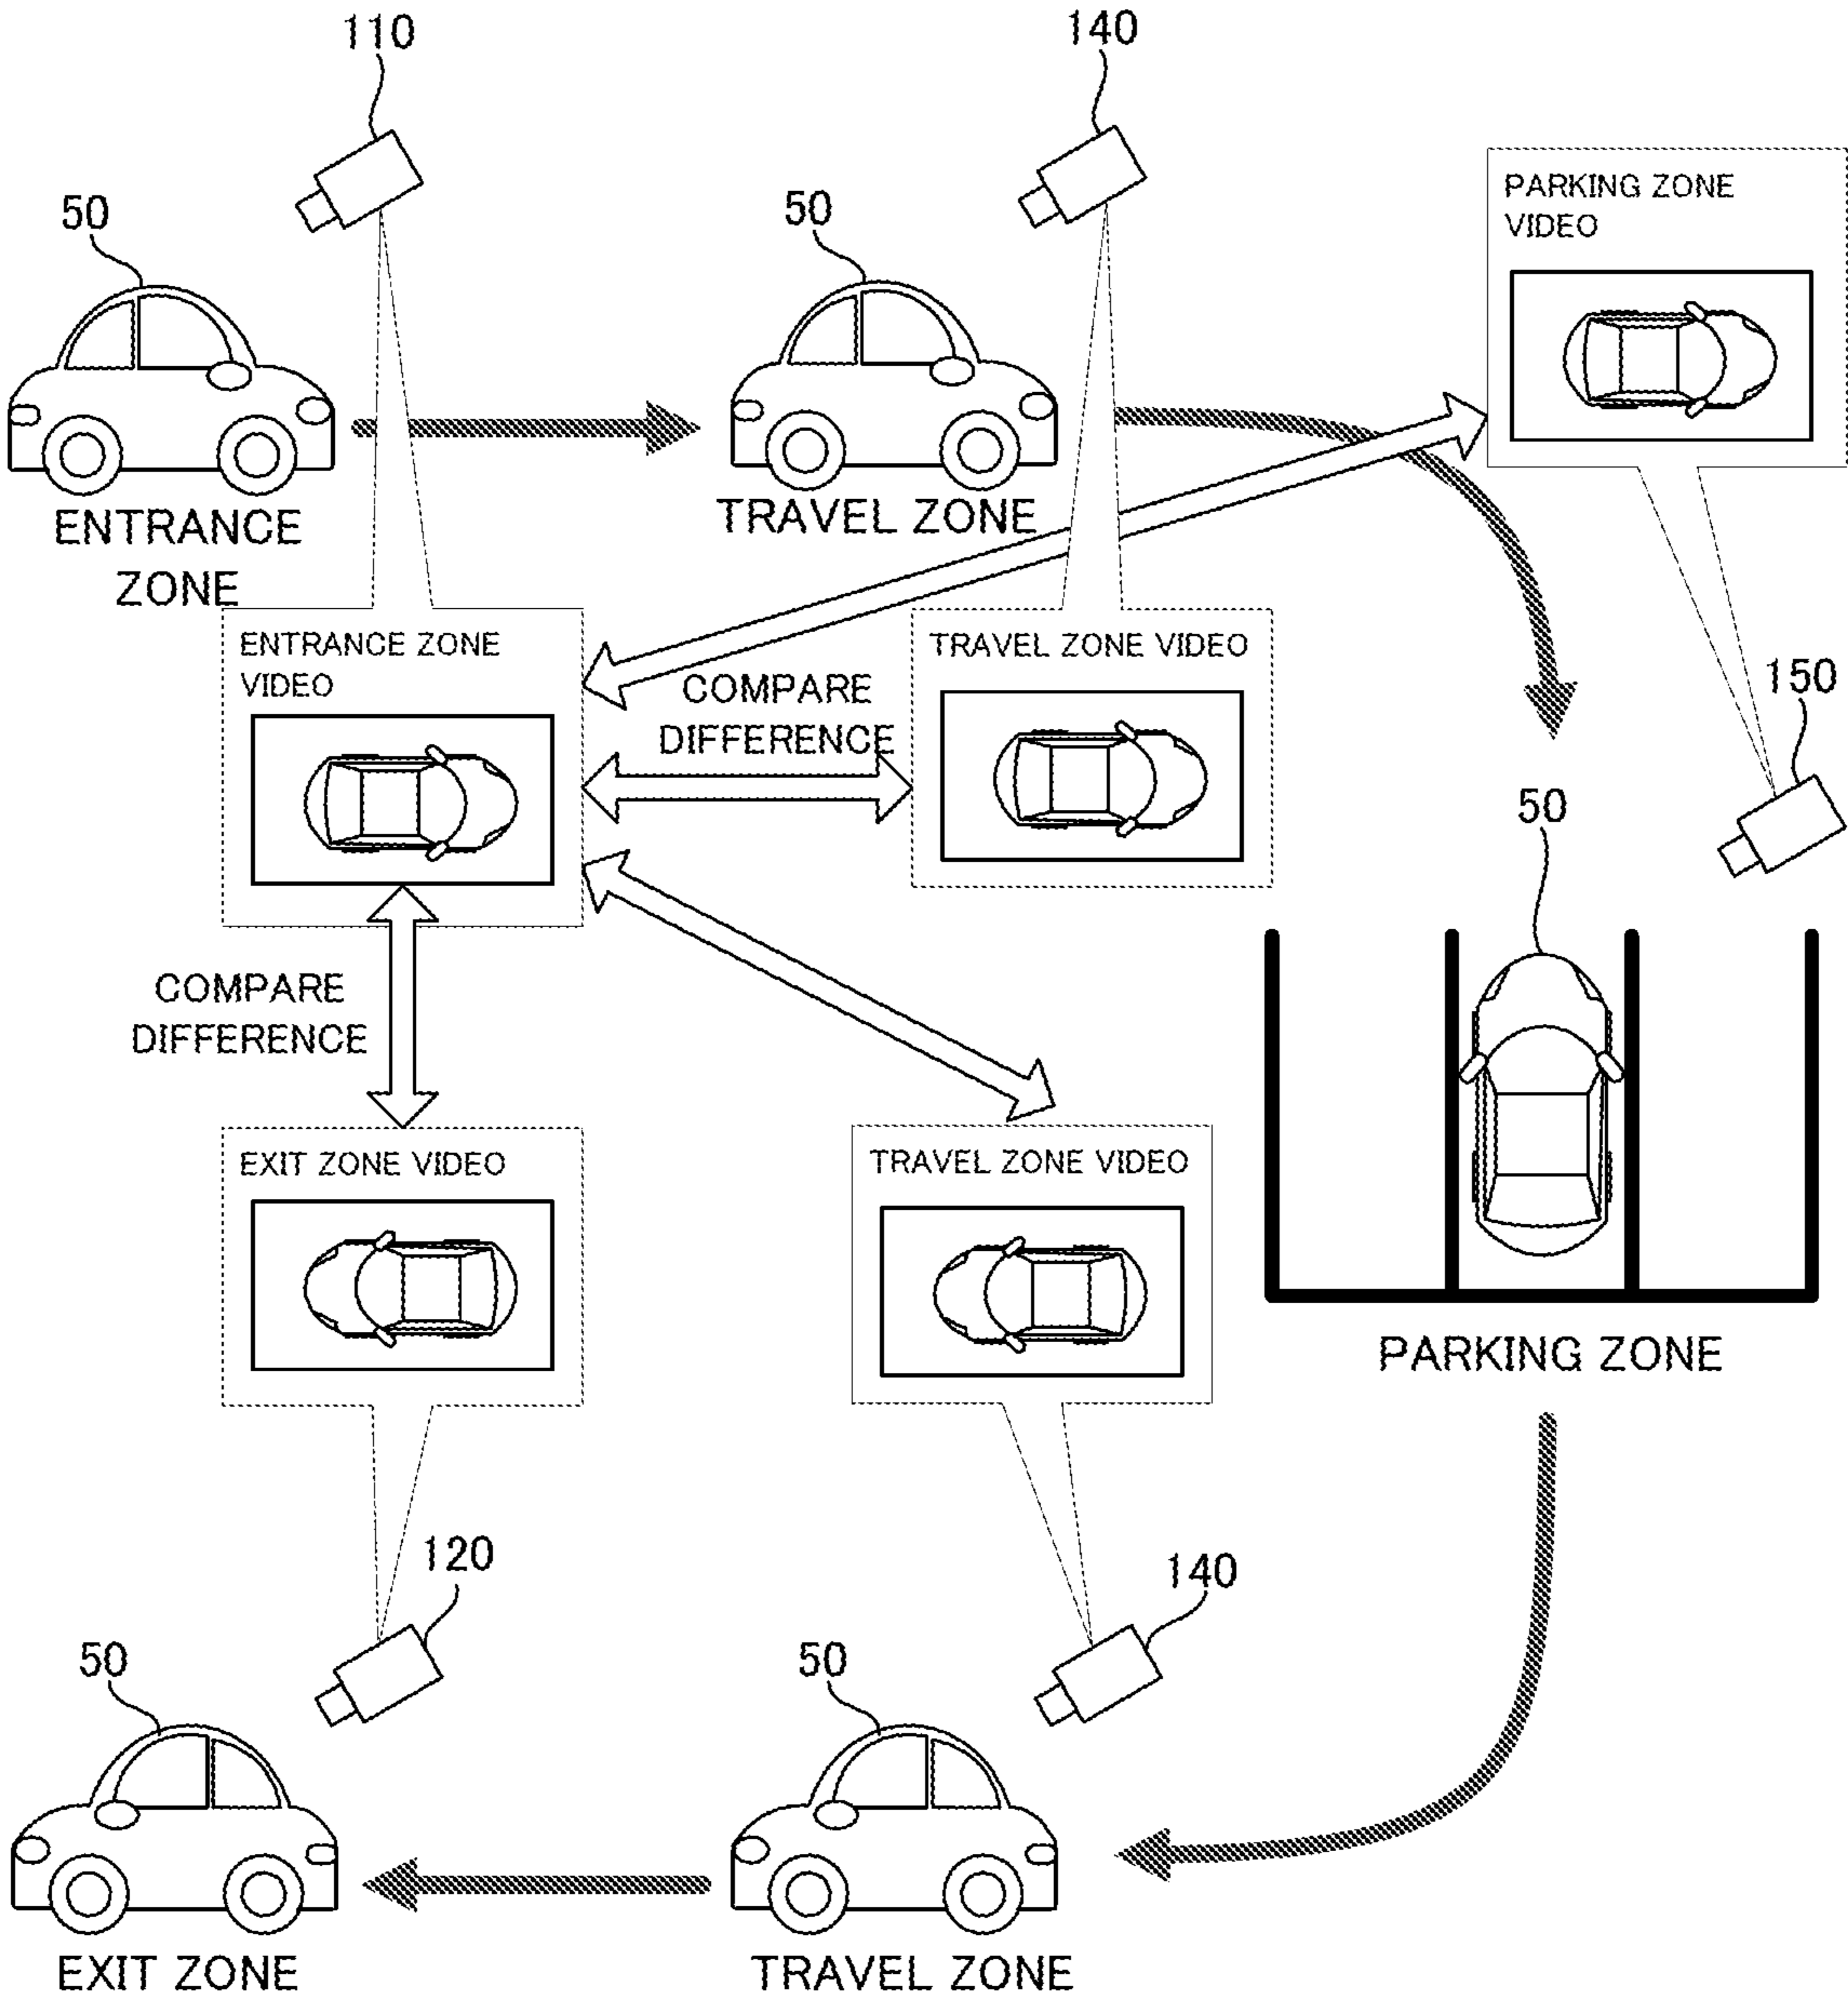 110
140
50
50
PARKING ZONE
VIDEO
ENTRANCE
ZONE
TRAVEL ZONE
ENTRANCE ZONE
VIDEO
TRAVEL ZONE VIDEO
COMPARE
DIFFERENCE
150
50
COMPARE
DIFFERENCE
EXIT ZONE VIDEO
TRAVEL ZONE VIDEO
PARKING ZONE
120
140
50
50
EXIT ZONE
TRAVEL ZONE